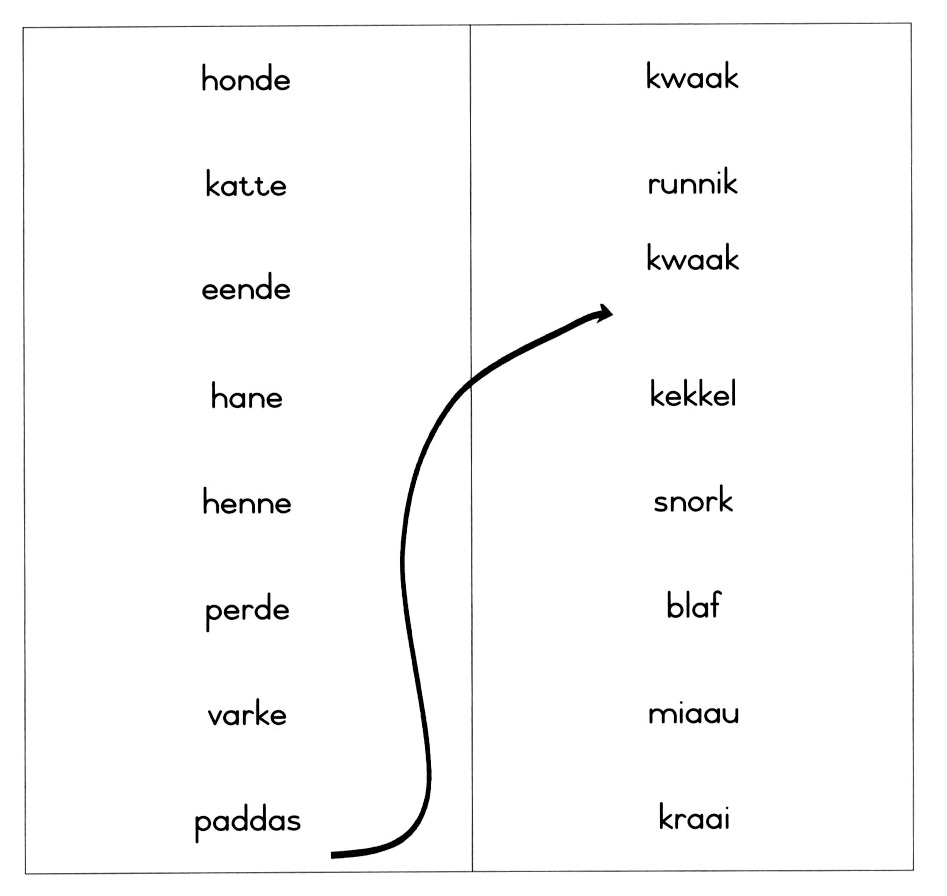 honde
kwaak
katte
runnik
eende
kwaak
hane
kekkel
henne
snork
perde
blaf
varke
miaau
paddas
kraai